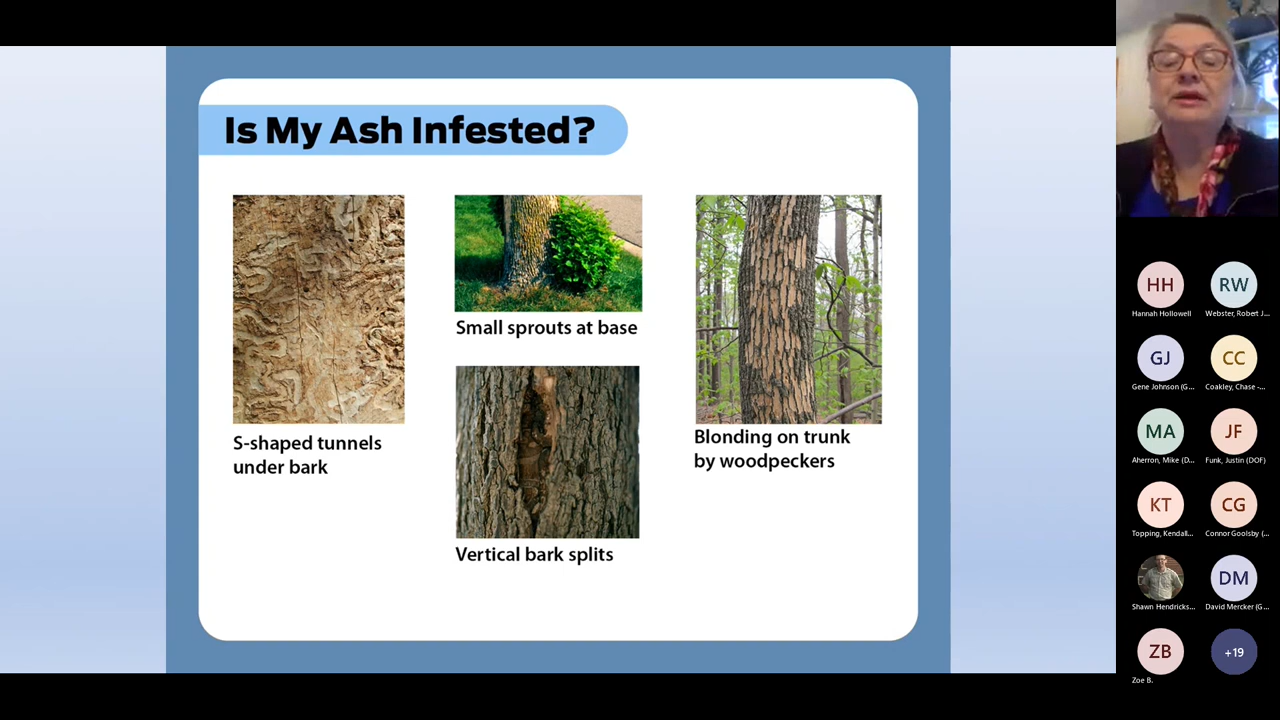 Is My Ash Infested?
S-shaped tunnels
under bark
Small sprouts at base
Vertical bark splits
Blonding on trunk
by woodpeckers
HH
Hannah Hollowell
RW
Webster, Robert J...
GJ
Gene Johnson (G...
CC
Coakley, Chase -...
MA
Aherron, Mike (D...
JF
Funk, Justin (DOF)
KT
Topping, Kendall...
CG
Connor Goolsby (...
Shawn Hendricks...
DM
David Mercker (G...
ZB
Zoe B.
+19